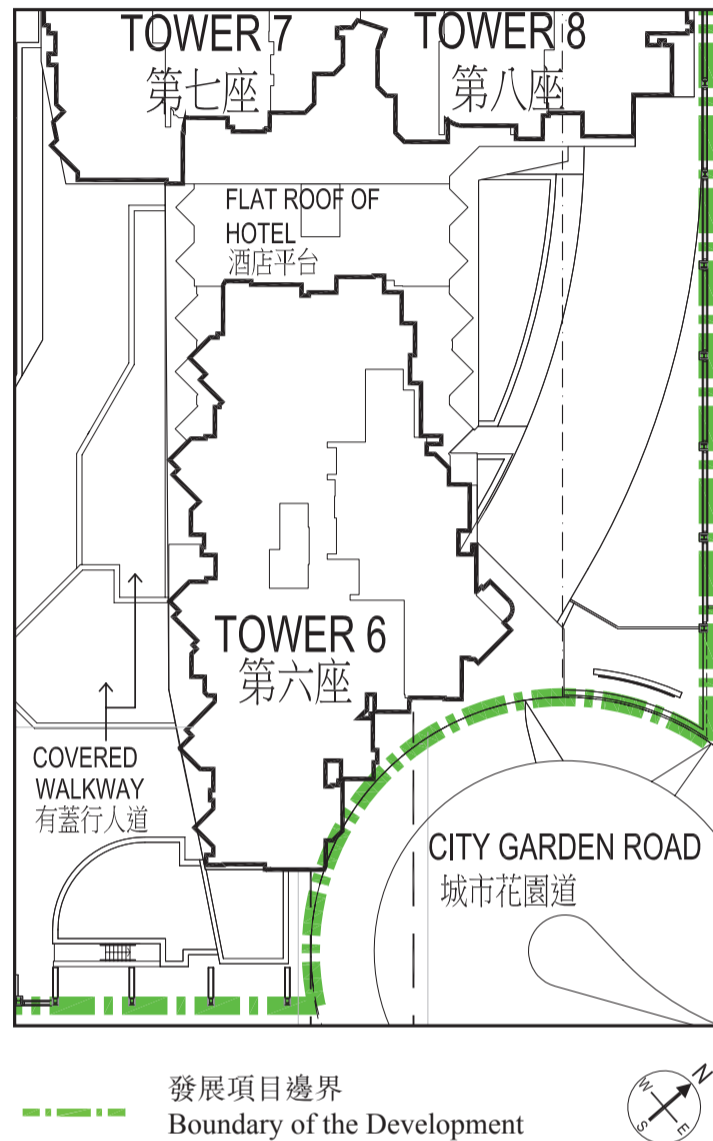 TOWER 7
第七座
TOWER 8
第八座
FLAT ROOF OF
HOTEL
酒店平台
TOWER 6
第六座
COVERED
WALKWAY
有蓋行人道
CITY GARDEN ROAD
城市花園道
發展項目邊界
Boundary of the Development
N
W
S
E